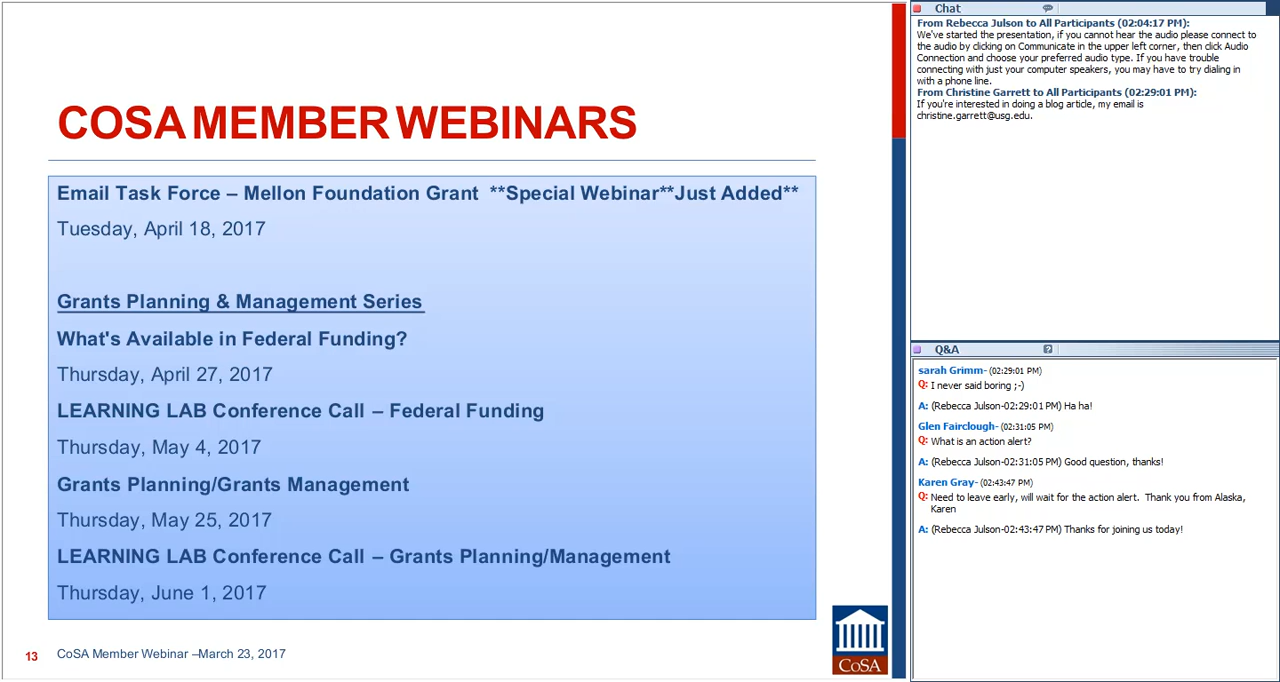 COSA MEMBER WEBINARS
Email Task Force – Mellon Foundation Grant **Special Webinar**Just Added**
Tuesday, April 18, 2017
Grants Planning & Management Series
What's Available in Federal Funding?
Thursday, April 27, 2017
LEARNING LAB Conference Call – Federal Funding
Thursday, May 4, 2017
Grants Planning/Grants Management
Thursday, May 25, 2017
LEARNING LAB Conference Call – Grants Planning/Management
Thursday, June 1, 2017
13
CoSA Member Webinar –March 23, 2017
CoSA
Chat
From Rebecca Julson to All Participants (02:04:17 PM):
We've started the presentation, if you cannot hear the audio please connect to
the audio by clicking on Communicate in the upper left corner, then click Audio
Connection and choose your preferred audio type. If you have trouble
connecting with just your computer speakers, you may have to try dialing in
with a phone line.
From Christine Garrett to All Participants (02:29:01 PM):
If you're interested in doing a blog article, my email is
christine.garrett@usg.edu.
Q&A
sarah Grimm- (02:29:01 PM)
Q: I never said boring ;-)
A: (Rebecca Julson-02:29:01 PM) Ha ha!
Glen Fairclough- (02:31:05 PM)
Q: What is an action alert?
A: (Rebecca Julson-02:31:05 PM) Good question, thanks!
Karen Gray- (02:43:47 PM)
Q: Need to leave early, will wait for the action alert. Thank you from Alaska,
Karen
A: (Rebecca Julson-02:43:47 PM) Thanks for joining us today!